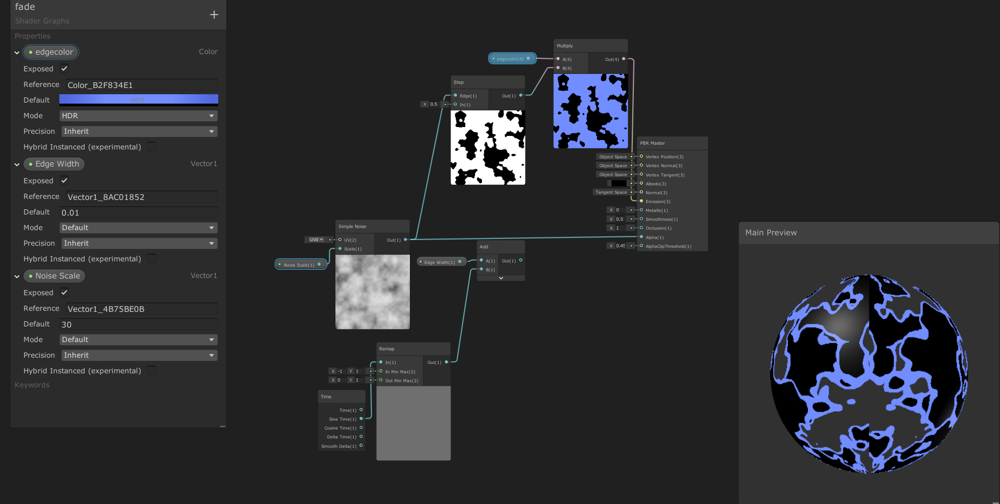 fade
Shader Graphs
Properties
edgecolor Color
Exposed
Reference Color_B2F834E1
Default HDR
Mode HDR
Precision Inherit
Hybrid Instanced (experimental)
Edge Width Vector1
Exposed
Reference Vector1_8AC01852
Default 0.01
Mode Default
Precision Inherit
Hybrid Instanced (experimental)
Noise Scale Vector1
Exposed
Reference Vector1_4B75BE0B
Default 30
Mode Default
Precision Inherit
Hybrid Instanced (experimental)
Keywords
edgecolor(4)
Multiply
A(4) Out(4)
B(4)
Step
Edge(1) Out(1)
X 0.5 In(1)
PBR Master
Object Space Vertex Position(3)
Object Space Vertex Normal(3)
Object Space Vertex Tangent(3)
Albedo(3)
Tangent Space Normal(3)
Emission(3)
X 0 Metallic(1)
X 0.5 Smoothness(1)
X 1 Occlusion(1)
Alpha(1)
X 0.45 AlphaClipThreshold(1)
Simple Noise
UV0 UV(2) Out(1)
Scale(1)
Noise Scale(1)
Add
Edge Width(1) A(1) Out(1)
B(1)
Remap
In(1) Out(1)
X -1 Y 1 In Min Max(2)
X 0 Y 1 Out Min Max(2)
Time
Time(1)
Sine Time(1)
Cosine Time(1)
Delta Time(1)
Smooth Delta(1)
Main Preview